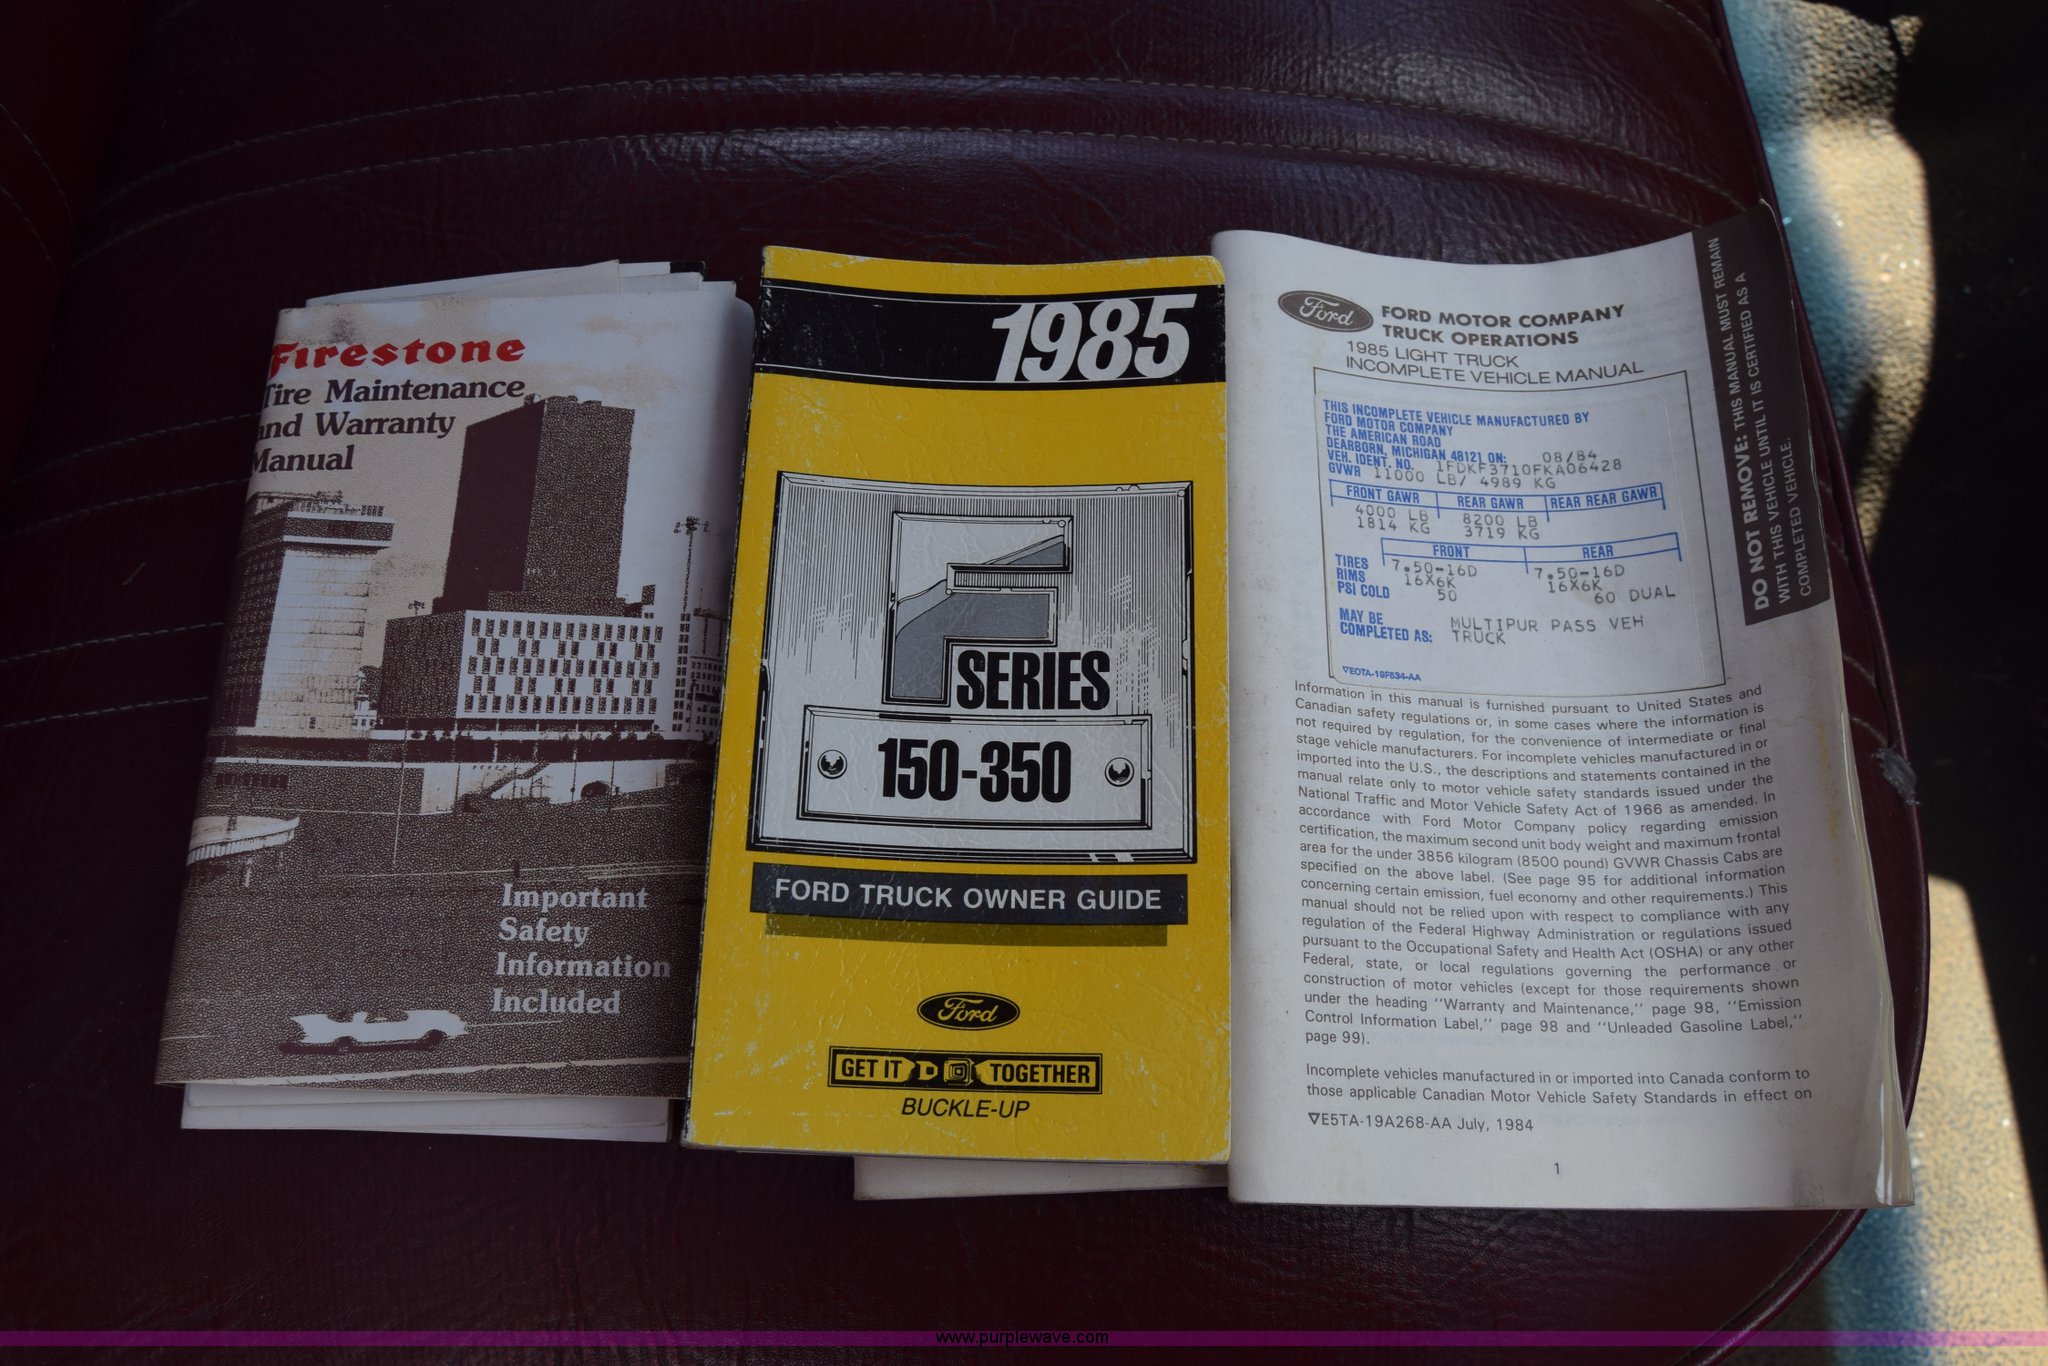 Firestone
Tire Maintenance
and Warranty
Manual
Important
Safety
Information
Included
1985
F
SERIES
150-350
FORD TRUCK OWNER GUIDE
Ford
GET IT TOGETHER
BUCKLE-UP
Ford
FORD MOTOR COMPANY
TRUCK OPERATIONS
1985 LIGHT TRUCK
INCOMPLETE VEHICLE MANUAL
THIS INCOMPLETE VEHICLE MANUFACTURED BY
FORD MOTOR COMPANY
THE AMERICAN ROAD
DEARBORN, MICHIGAN 48121 ON: 08/84
VEH. IDENT. NO. 1FDKF3710FKA06428
GVWR 11000 LB/ 4989 KG
FRONT GAWR REAR GAWR REAR REAR GAWR
4000 LB 8200 LB
1814 KG 3719 KG
FRONT REAR
TIRES 7.50-16D 7.50-16D
RIMS 16X6K 16X6K
PSI COLD 50 60 DUAL
MAY BE MULTIPUR PASS VEH
COMPLETED AS: TRUCK
▽EOTA-19F534-AA
DO NOT REMOVE: THIS MANUAL MUST REMAIN
WITH THIS VEHICLE UNTIL IT IS CERTIFIED AS A
COMPLETED VEHICLE.
Information in this manual is furnished pursuant to United States and
Canadian safety regulations or, in some cases where the information is
not required by regulation, for the convenience of intermediate or final
stage vehicle manufacturers. For incomplete vehicles manufactured in or
imported into the U.S., the descriptions and statements contained in the
manual relate only to motor vehicle safety standards issued under the
National Traffic and Motor Vehicle Safety Act of 1966 as amended. In
accordance with Ford Motor Company policy regarding emission
certification, the maximum second unit body weight and maximum frontal
area for the under 3856 kilogram (8500 pound) GVWR Chassis Cabs are
specified on the above label. (See page 95 for additional information
concerning certain emission, fuel economy and other requirements.) This
manual should not be relied upon with respect to compliance with any
regulation of the Federal Highway Administration or regulations issued
pursuant to the Occupational Safety and Health Act (OSHA) or any other
Federal, state, or local regulations governing the performance or
construction of motor vehicles (except for those requirements shown
under the heading "Warranty and Maintenance," page 98, "Emission
Control Information Label," page 98 and "Unleaded Gasoline Label,"
page 99).
Incomplete vehicles manufactured in or imported into Canada conform to
those applicable Canadian Motor Vehicle Safety Standards in effect on
▽E5TA-19A268-AA July, 1984
1
www.purplewave.com